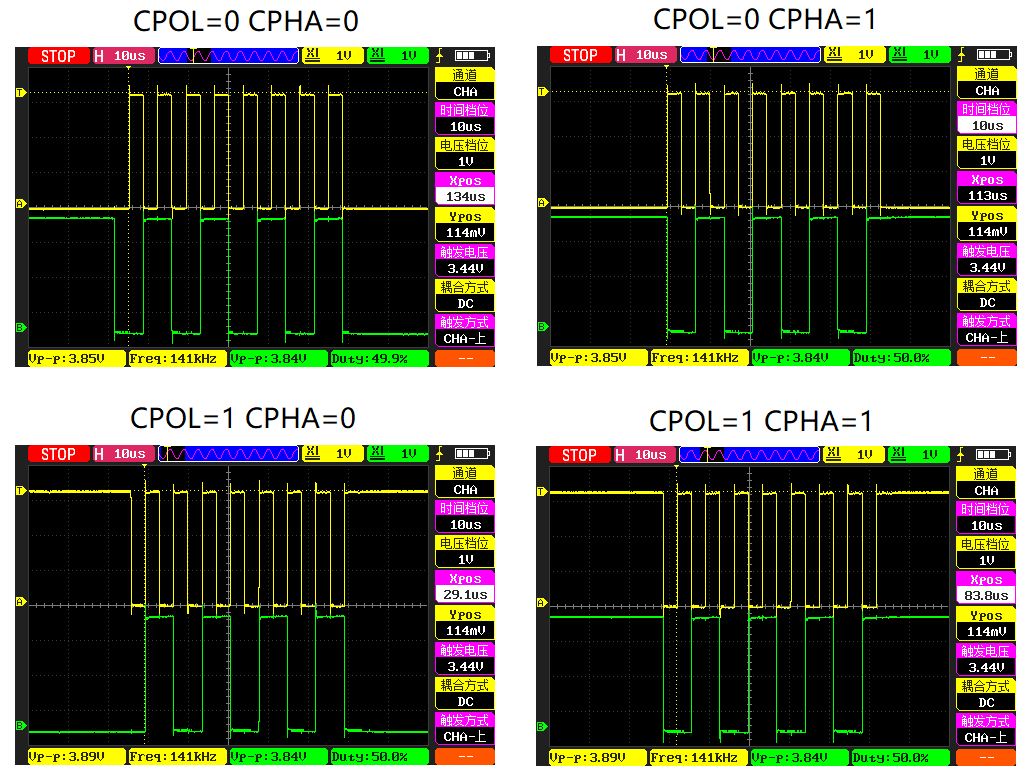 CPOL=0 CPHA=0
STOP H 10us X1 1V X1 1V
通道
CHA
时间档位
10us
电压档位
1V
Xpos
134us
Ypos
114mV
触发电压
3.44V
耦合方式
DC
触发方式
CHA-上
T
A
B
Vp-p:3.85V Freq:141kHz Vp-p:3.84V Duty:49.9% --
CPOL=0 CPHA=1
STOP H 10us X1 1V X1 1V
通道
CHA
时间档位
10us
电压档位
1V
Xpos
113us
Ypos
114mV
触发电压
3.44V
耦合方式
DC
触发方式
CHA-上
T
A
B
Vp-p:3.85V Freq:141kHz Vp-p:3.84V Duty:50.0% --
CPOL=1 CPHA=0
STOP H 10us X1 1V X1 1V
通道
CHA
时间档位
10us
电压档位
1V
Xpos
29.1us
Ypos
114mV
触发电压
3.44V
耦合方式
DC
触发方式
CHA-上
T
A
B
Vp-p:3.89V Freq:141kHz Vp-p:3.84V Duty:50.0% --
CPOL=1 CPHA=1
STOP H 10us X1 1V X1 1V
通道
CHA
时间档位
10us
电压档位
1V
Xpos
83.8us
Ypos
114mV
触发电压
3.44V
耦合方式
DC
触发方式
CHA-上
T
A
B
Vp-p:3.89V Freq:141kHz Vp-p:3.84V Duty:50.0% --